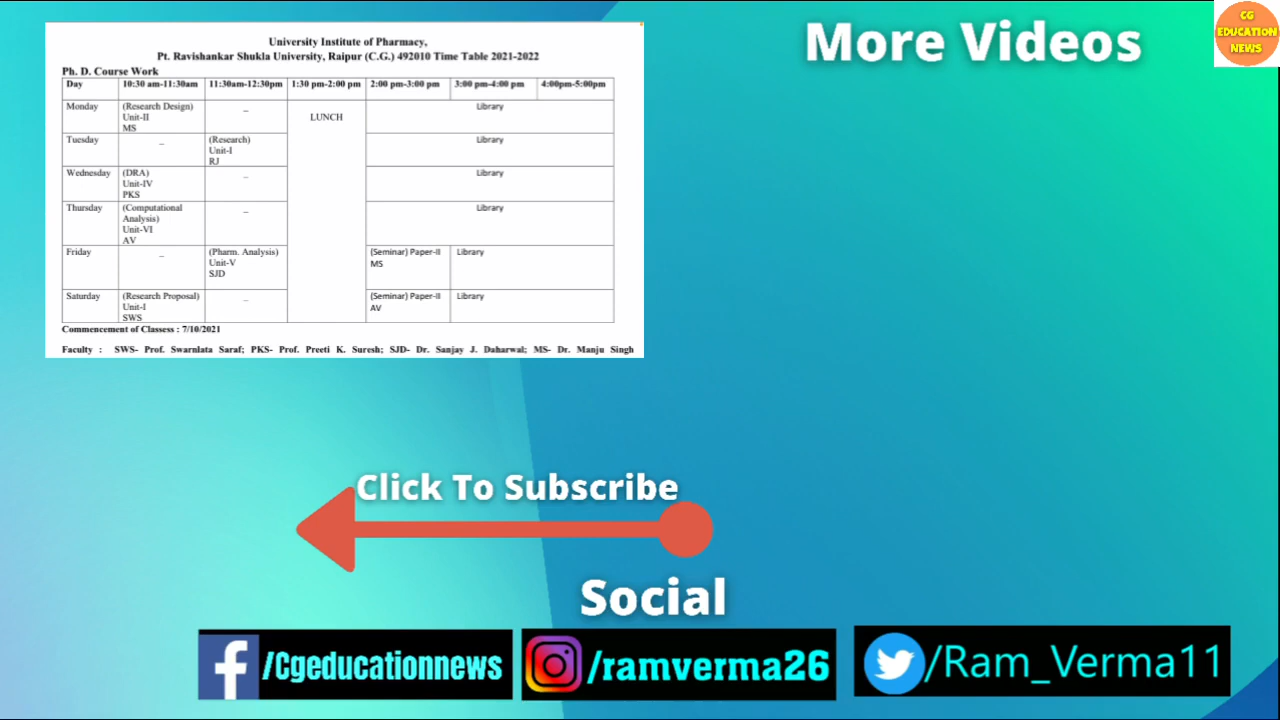 University Institute of Pharmacy,
Pt. Ravishankar Shukla University, Raipur (C.G.) 492010 Time Table 2021-2022
Ph. D. Course Work
Day 10:30 am-11:30am 11:30am-12:30pm 1:30 pm-2:00 pm 2:00 pm-3:00 pm 3:00 pm-4:00 pm 4:00pm-5:00pm
Monday (Research Design) _ LUNCH Library
Unit-II
MS
Tuesday _ (Research) Library
Unit-I
RJ
Wednesday (DRA) _ Library
Unit-IV
PKS
Thursday (Computational _ Library
Analysis)
Unit-VI
AV
Friday _ (Pharm. Analysis) (Seminar) Paper-II Library
Unit-V MS
SJD
Saturday (Research Proposal) _ (Seminar) Paper-II Library
Unit-I AV
SWS
Commencement of Classess : 7/10/2021
Faculty : SWS- Prof. Swarnlata Saraf; PKS- Prof. Preeti K. Suresh; SJD- Dr. Sanjay J. Daharwal; MS- Dr. Manju Singh
More Videos
CG
EDUCATION
NEWS
Click To Subscribe
Social
/Cgeducationnews
/ramverma26
/Ram_Verma11